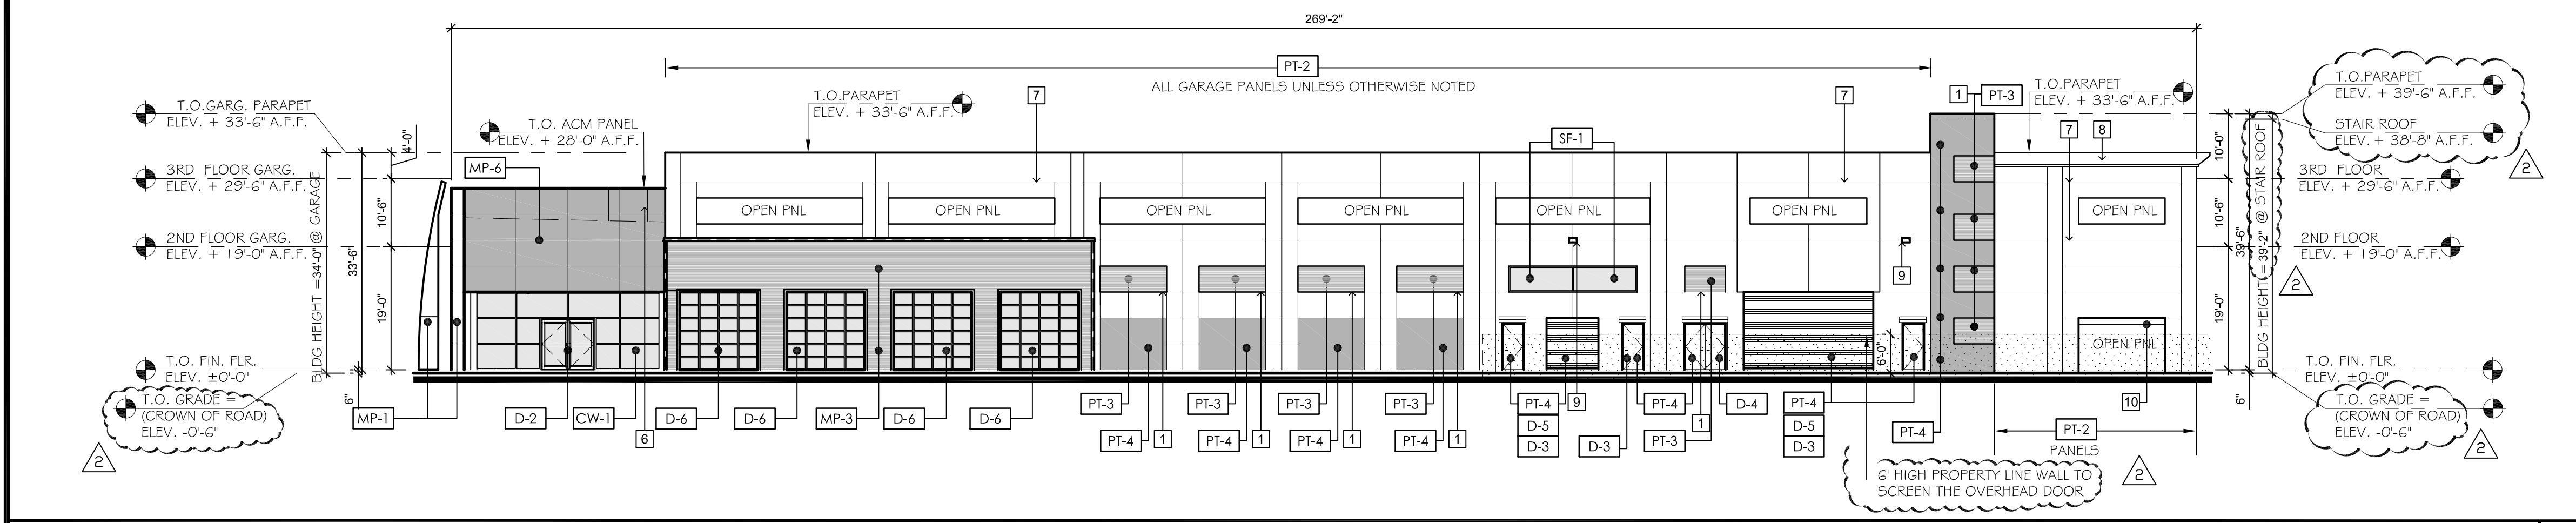 269'-2"
PT-2
ALL GARAGE PANELS UNLESS OTHERWISE NOTED
T.O.GARG. PARAPET
ELEV. + 33'-6" A.F.F.
3RD FLOOR GARG.
ELEV. + 29'-6" A.F.F.
2ND FLOOR GARG.
ELEV. + 19'-0" A.F.F.
T.O. FIN. FLR.
ELEV. ±0'-0"
T.O. GRADE =
(CROWN OF ROAD)
ELEV. -0'-6"
2
BLDG HEIGHT =34'-0" @ GARAGE
33'-6"
4'-0"
10'-6"
19'-0"
6"
T.O. ACM PANEL
ELEV. + 28'-0" A.F.F.
MP-6
T.O.PARAPET
ELEV. + 33'-6" A.F.F.
7
SF-1
7
1
PT-3
T.O.PARAPET
ELEV. + 33'-6" A.F.F.
7
8
OPEN PNL
OPEN PNL
OPEN PNL
OPEN PNL
OPEN PNL
OPEN PNL
OPEN PNL
9
6'-0"
OPEN PNL
MP-1
D-2
CW-1
6
D-6
D-6
MP-3
D-6
D-6
PT-3
PT-4
1
PT-3
PT-4
1
PT-3
PT-4
1
PT-3
PT-4
1
PT-4
D-5
D-3
9
D-3
PT-4
PT-3
1
D-4
PT-4
D-5
D-3
PT-4
10
PT-2
PANELS
6' HIGH PROPERTY LINE WALL TO
SCREEN THE OVERHEAD DOOR
2
10'-0"
10'-6"
19'-0"
6"
39'-6"
BLDG HEIGHT = 39'-2" @ STAIR ROOF
2
T.O.PARAPET
ELEV. + 39'-6" A.F.F.
STAIR ROOF
ELEV. + 38'-8" A.F.F.
2
3RD FLOOR
ELEV. + 29'-6" A.F.F.
2ND FLOOR
ELEV. + 19'-0" A.F.F.
T.O. FIN. FLR.
ELEV. ±0'-0"
T.O. GRADE =
(CROWN OF ROAD)
ELEV. -0'-6"
2